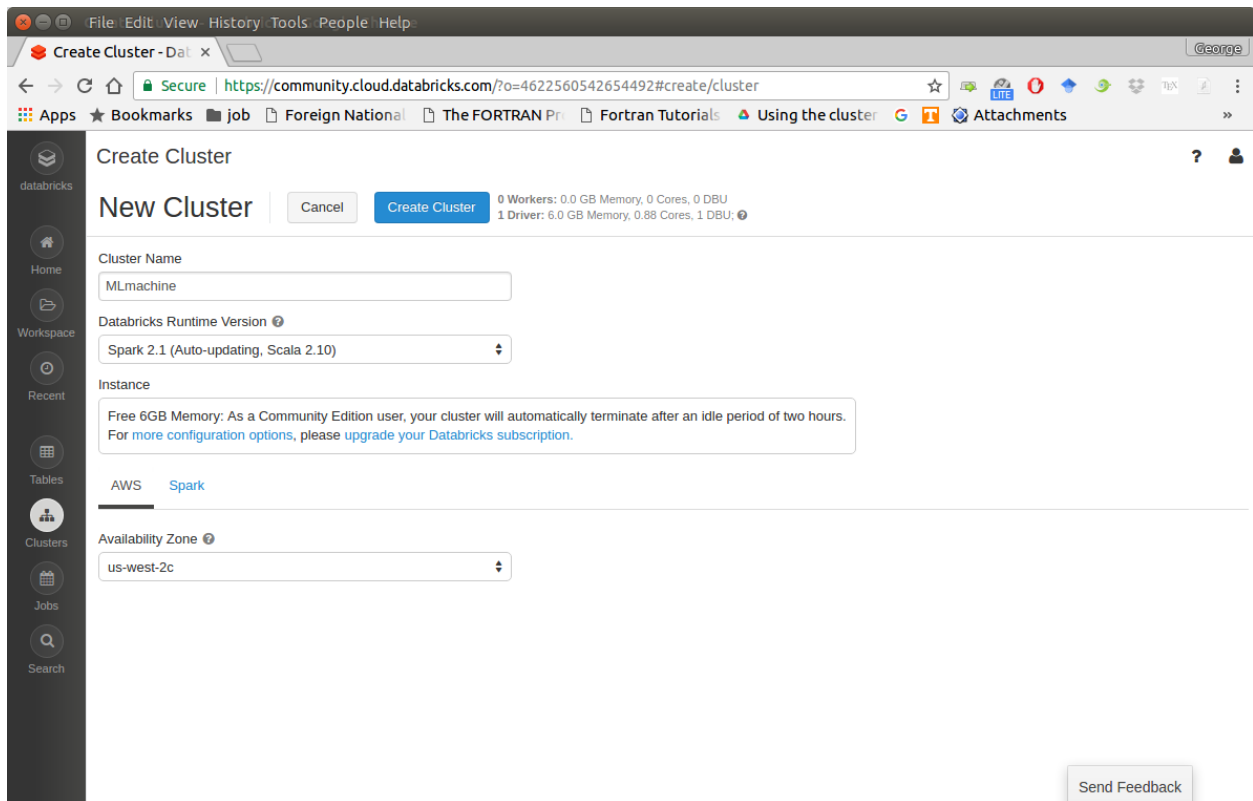 File Edit View History Tools People Help
Create Cluster - Dat ×
George
Secure | https://community.cloud.databricks.com/?o=4622560542654492#create/cluster
LITE
Apps Bookmarks job Foreign National The FORTRAN Pr Fortran Tutorials Using the cluster G T Attachments »
databricks
Create Cluster
?
New Cluster
Cancel
Create Cluster
0 Workers: 0.0 GB Memory, 0 Cores, 0 DBU
1 Driver: 6.0 GB Memory, 0.88 Cores, 1 DBU; ?
Home
Workspace
Recent
Tables
Clusters
Jobs
Search
Cluster Name
MLmachine
Databricks Runtime Version ?
Spark 2.1 (Auto-updating, Scala 2.10)
Instance
Free 6GB Memory: As a Community Edition user, your cluster will automatically terminate after an idle period of two hours.
For more configuration options, please upgrade your Databricks subscription.
AWS Spark
Availability Zone ?
us-west-2c
Send Feedback